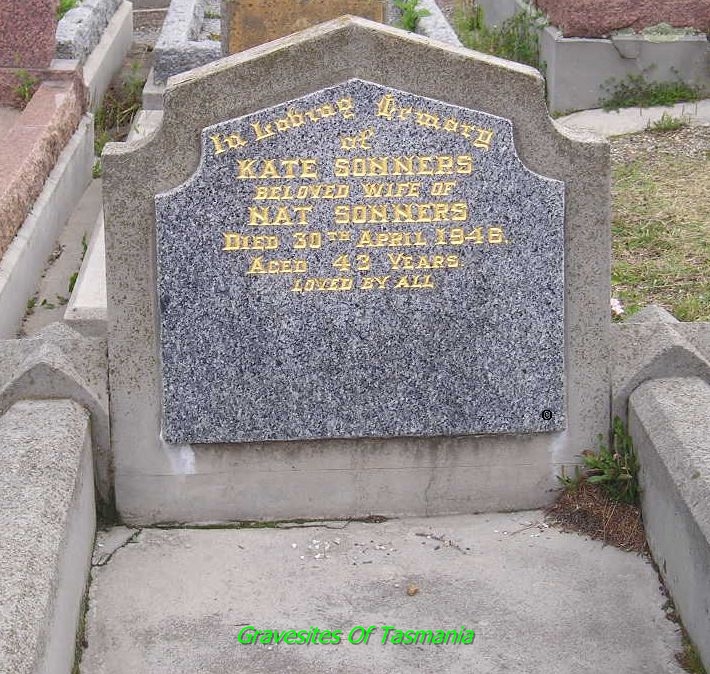 In Loving Memory
of
KATE SONNERS
BELOVED WIFE OF
NAT SONNERS
DIED 30TH APRIL 1946.
AGED 42 YEARS.
LOVED BY ALL
Gravesites Of Tasmania